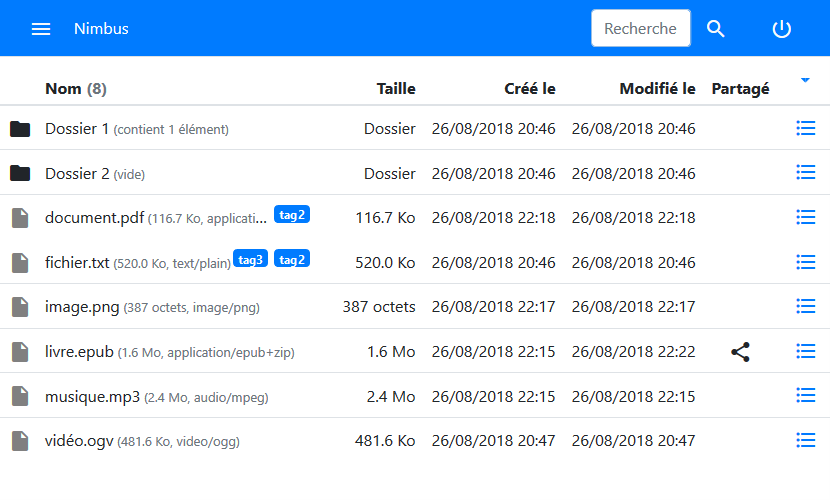 Nimbus Recherche
Nom (8) Taille Créé le Modifié le Partagé
Dossier 1 (contient 1 élément) Dossier 26/08/2018 20:46 26/08/2018 20:46
Dossier 2 (vide) Dossier 26/08/2018 20:46 26/08/2018 20:46
document.pdf (116.7 Ko, applicati... tag2 116.7 Ko 26/08/2018 22:18 26/08/2018 22:18
fichier.txt (520.0 Ko, text/plain) tag3 tag2 520.0 Ko 26/08/2018 20:46 26/08/2018 20:46
image.png (387 octets, image/png) 387 octets 26/08/2018 22:17 26/08/2018 22:17
livre.epub (1.6 Mo, application/epub+zip) 1.6 Mo 26/08/2018 22:15 26/08/2018 22:22
musique.mp3 (2.4 Mo, audio/mpeg) 2.4 Mo 26/08/2018 22:15 26/08/2018 22:15
vidéo.ogv (481.6 Ko, video/ogg) 481.6 Ko 26/08/2018 20:47 26/08/2018 20:47